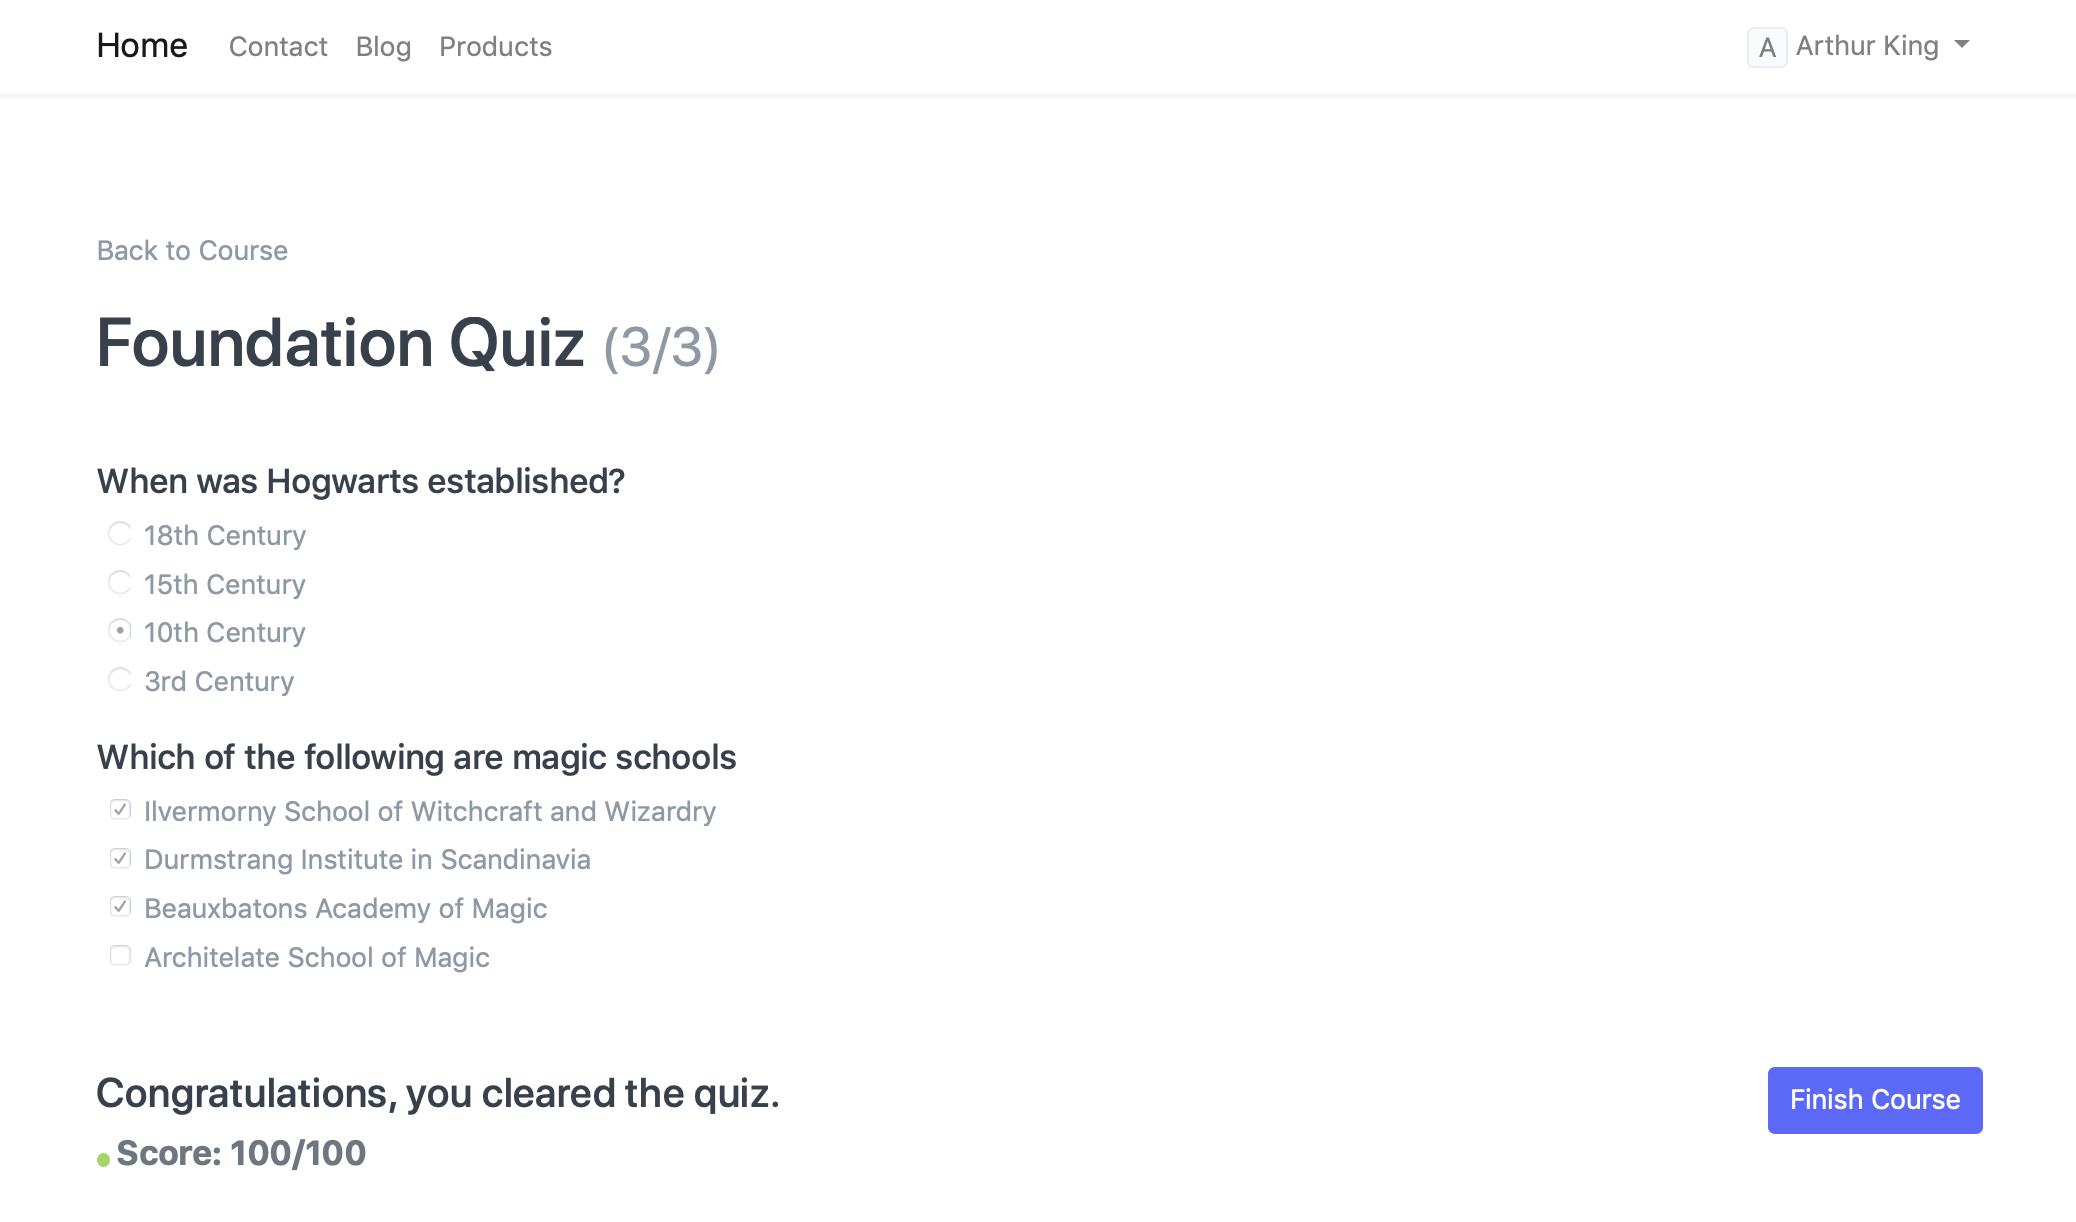 Home Contact Blog Products A Arthur King
Back to Course
Foundation Quiz (3/3)
When was Hogwarts established?
18th Century
15th Century
10th Century
3rd Century
Which of the following are magic schools
Ilvermorny School of Witchcraft and Wizardry
Durmstrang Institute in Scandinavia
Beauxbatons Academy of Magic
Architelate School of Magic
Congratulations, you cleared the quiz.
Finish Course
Score: 100/100